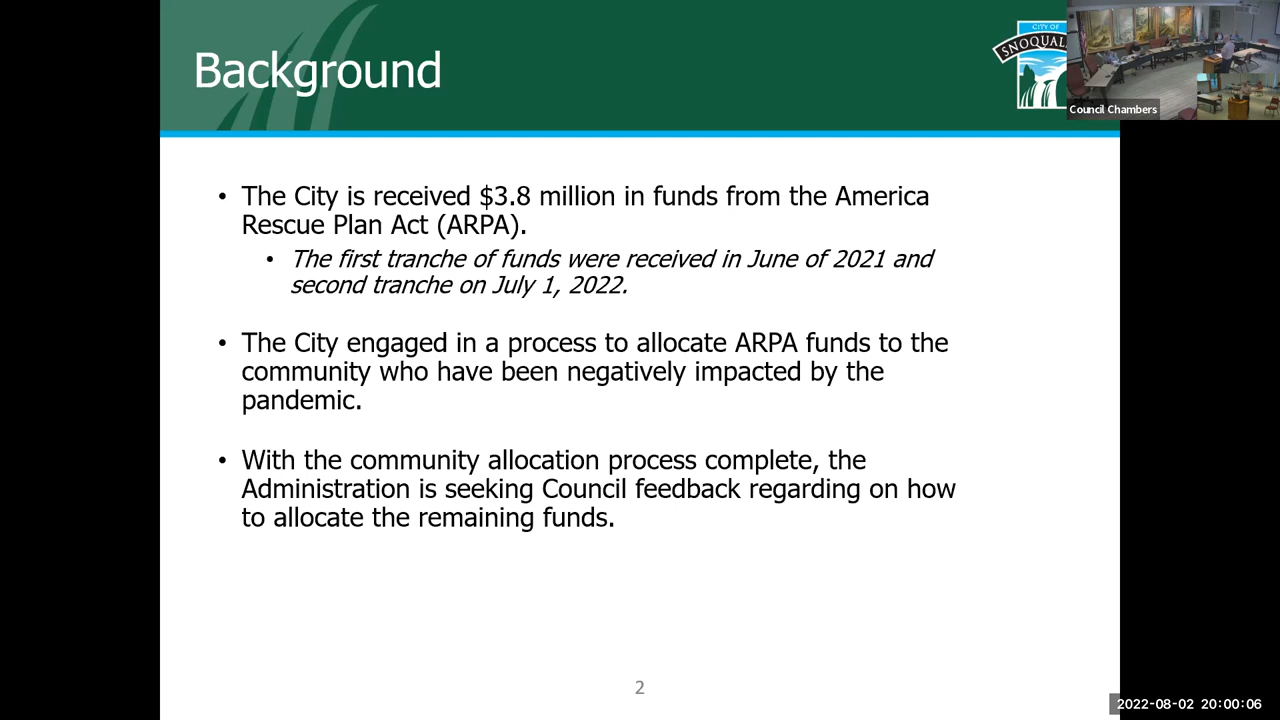 Background
CITY OF
Council Chambers
• The City is received $3.8 million in funds from the America
Rescue Plan Act (ARPA).
• The first tranche of funds were received in June of 2021 and
second tranche on July 1, 2022.
• The City engaged in a process to allocate ARPA funds to the
community who have been negatively impacted by the
pandemic.
• With the community allocation process complete, the
Administration is seeking Council feedback regarding on how
to allocate the remaining funds.
2
2022-08-02 20:00:06